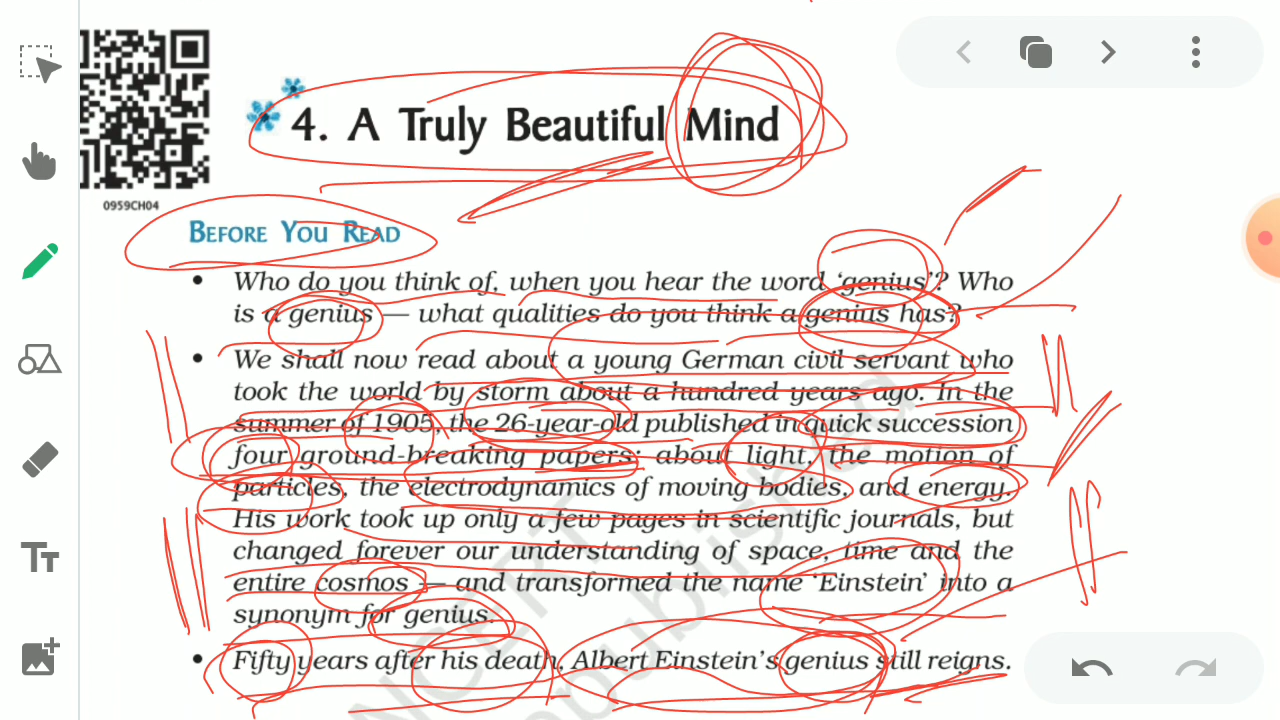 0959CH04
4. A Truly Beautiful Mind
BEFORE YOU READ
• Who do you think of, when you hear the word ‘genius’? Who
is a genius — what qualities do you think a genius has?
• We shall now read about a young German civil servant who
took the world by storm about a hundred years ago. In the
summer of 1905, the 26-year-old published in quick succession
four ground-breaking papers: about light, the motion of
particles, the electrodynamics of moving bodies, and energy.
His work took up only a few pages in scientific journals, but
changed forever our understanding of space, time and the
entire cosmos — and transformed the name ‘Einstein’ into a
synonym for genius.
• Fifty years after his death, Albert Einstein’s genius still reigns.
NCERT
republished
Tт